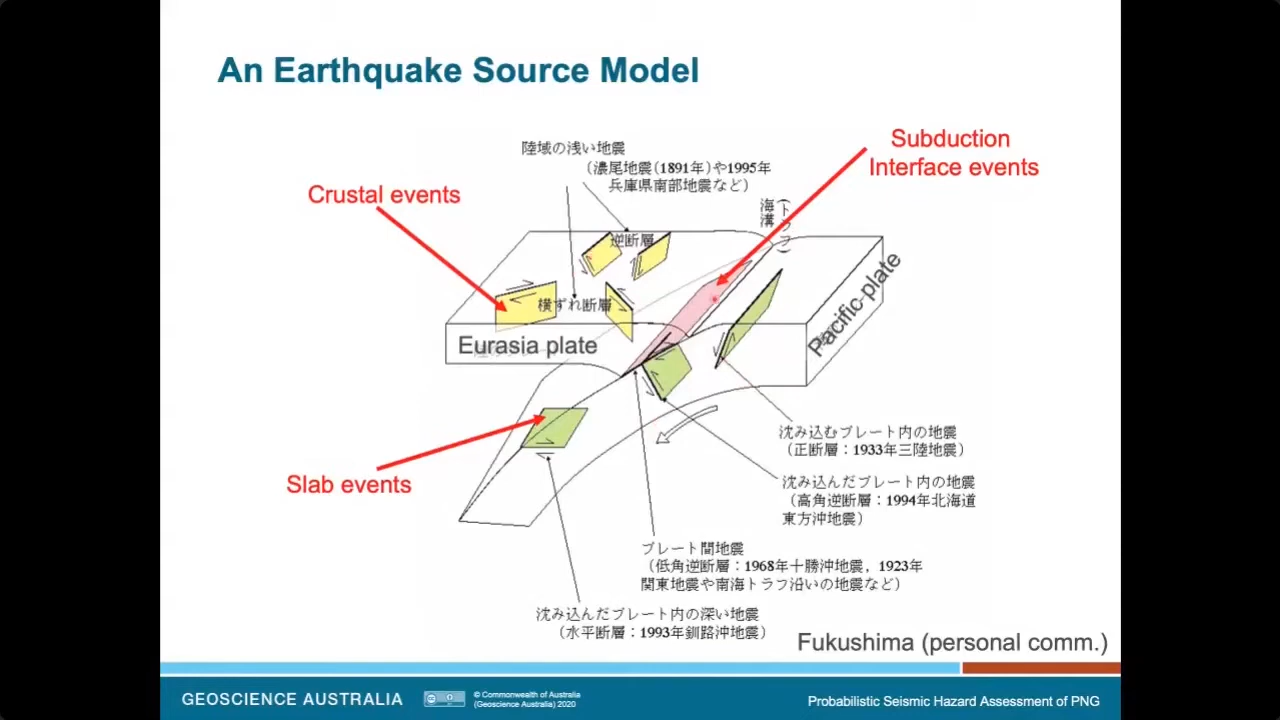 An Earthquake Source Model
Subduction
Interface events
陸域の浅い地震
（濃尾地震(1891年)や1995年
兵庫県南部地震など）
Crustal events
海溝
（トラフ）
逆断層
横ずれ断層
Eurasia plate
Pacific plate
沈み込むプレート内の地震
（正断層：1933年三陸地震）
Slab events
沈み込んだプレート内の地震
（高角逆断層：1994年北海道
東方沖地震）
プレート間地震
（低角逆断層：1968年十勝沖地震，1923年
関東地震や南海トラフ沿いの地震など）
沈み込んだプレート内の深い地震
（水平断層：1993年釧路沖地震）
Fukushima (personal comm.)
GEOSCIENCE AUSTRALIA
© Commonwealth of Australia
(Geoscience Australia) 2020
Probabilistic Seismic Hazard Assessment of PNG